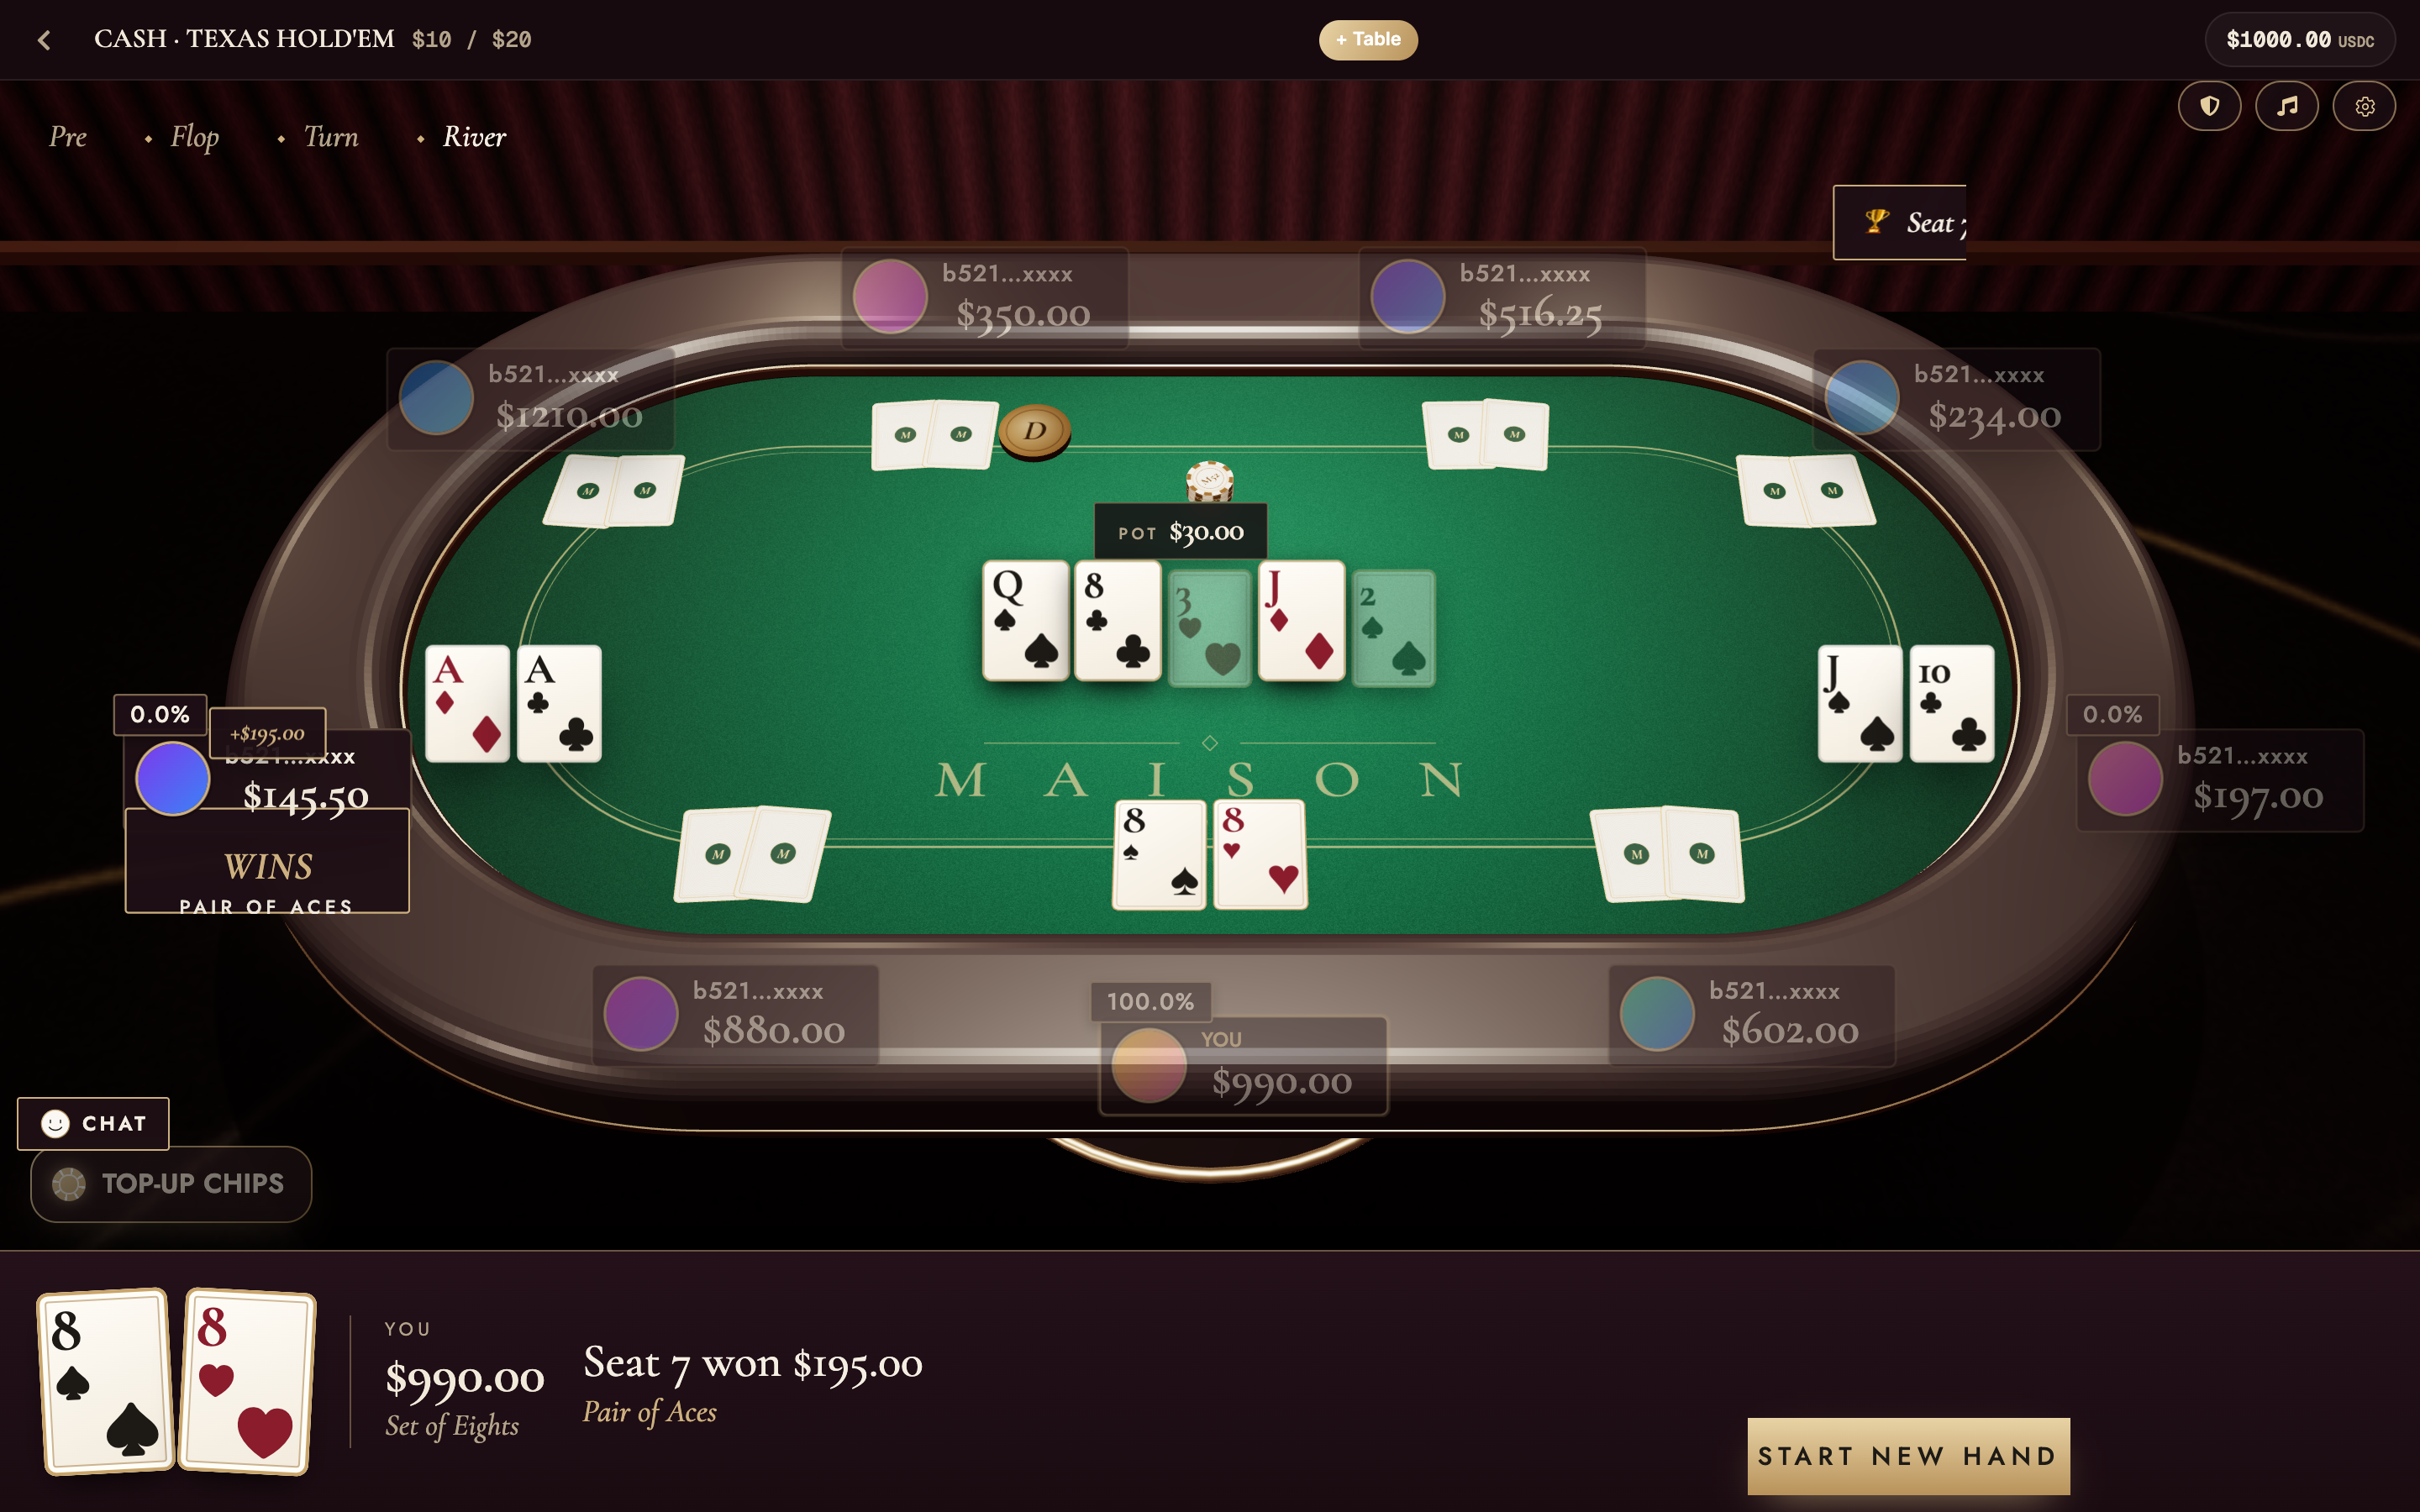 CASH · TEXAS HOLD'EM $10 / $20
+ Table
$1000.00 USDC
Pre
Flop
Turn
River
Seat 7
b521...xxxx
$350.00
b521...xxxx
$516.25
b521...xxxx
$1210.00
b521...xxxx
$234.00
M M
M M
D
M M
M M
POT $30.00
Q
8
3
J
2
A
A
J
10
0.0%
+$195.00
b521...xxxx
$145.50
WINS
PAIR OF ACES
0.0%
b521...xxxx
$197.00
MAISON
M M
8
8
M M
b521...xxxx
$880.00
100.0%
YOU
$990.00
b521...xxxx
$602.00
CHAT
TOP-UP CHIPS
8
8
YOU
$990.00
Set of Eights
Seat 7 won $195.00
Pair of Aces
START NEW HAND